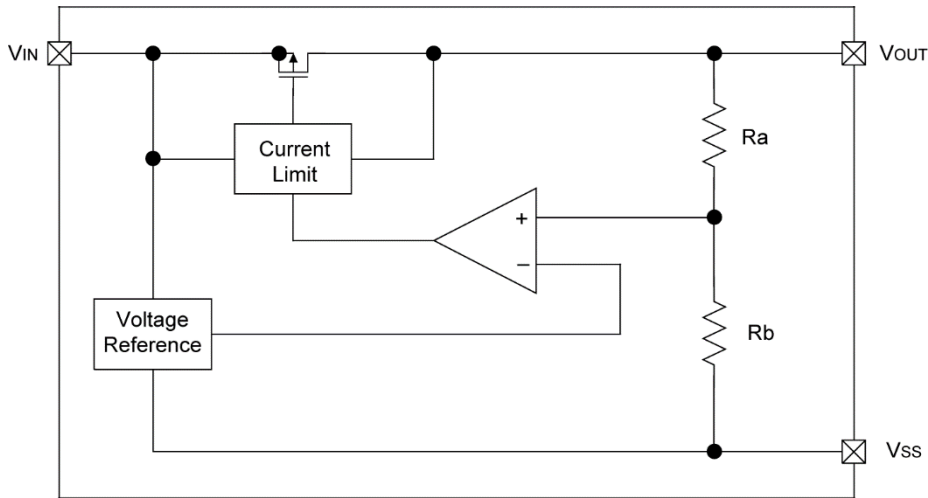 VIN
VOUT
Ra
Current
Limit
+
−
Voltage
Reference
Rb
VSS